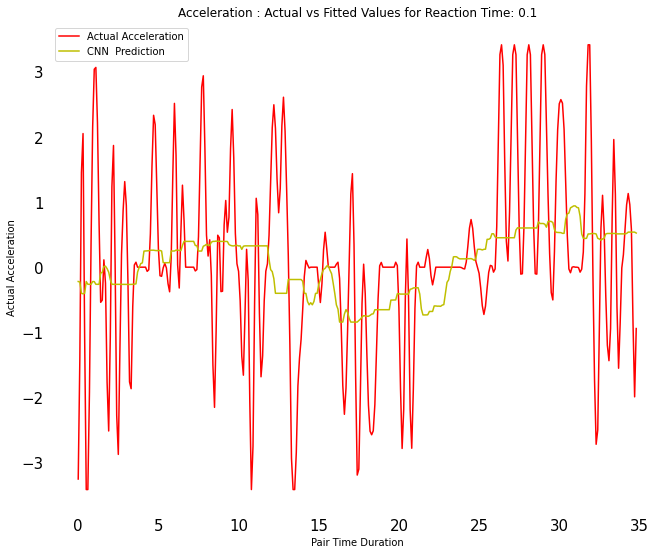 Acceleration : Actual vs Fitted Values for Reaction Time: 0.1
Actual Acceleration
CNN  Prediction
3
2
1
0
−1
−2
−3
Actual Acceleration
0 5 10 15 20 25 30 35
Pair Time Duration